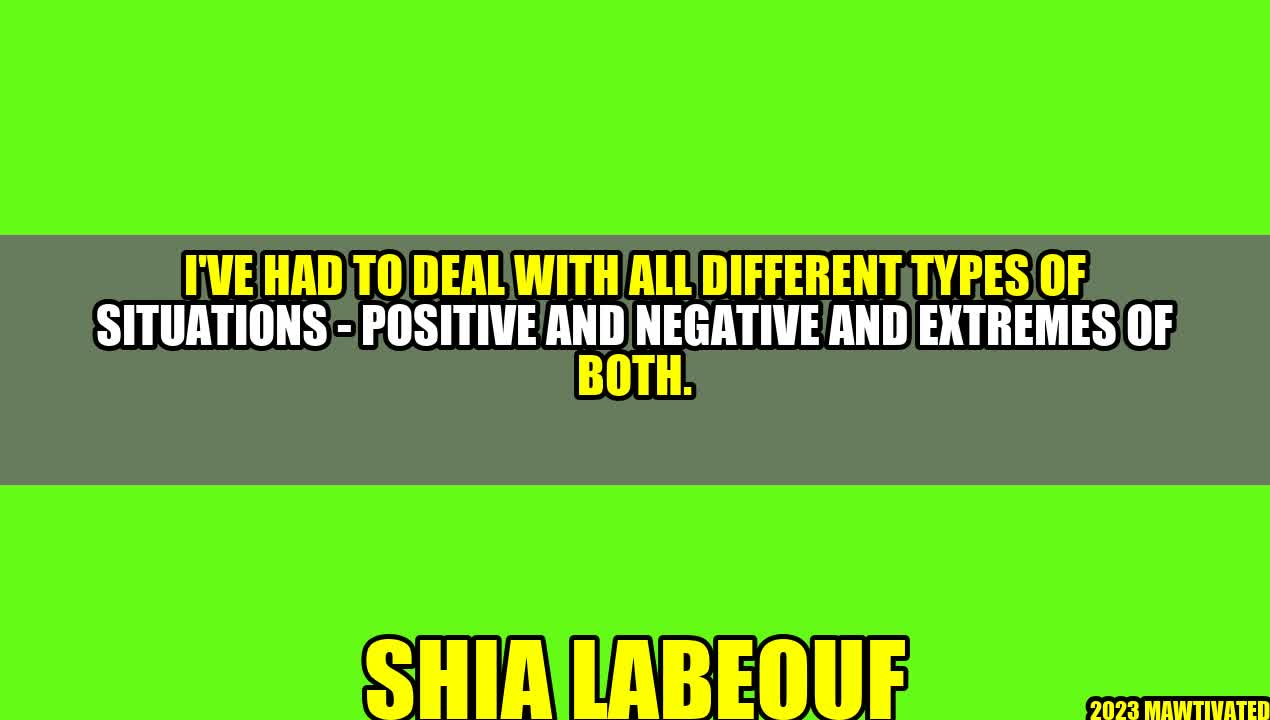 I'VE HAD TO DEAL WITH ALL DIFFERENT TYPES OF
SITUATIONS - POSITIVE AND NEGATIVE AND EXTREMES OF
BOTH.
SHIA LABEOUF
2023 MAWTIVATED